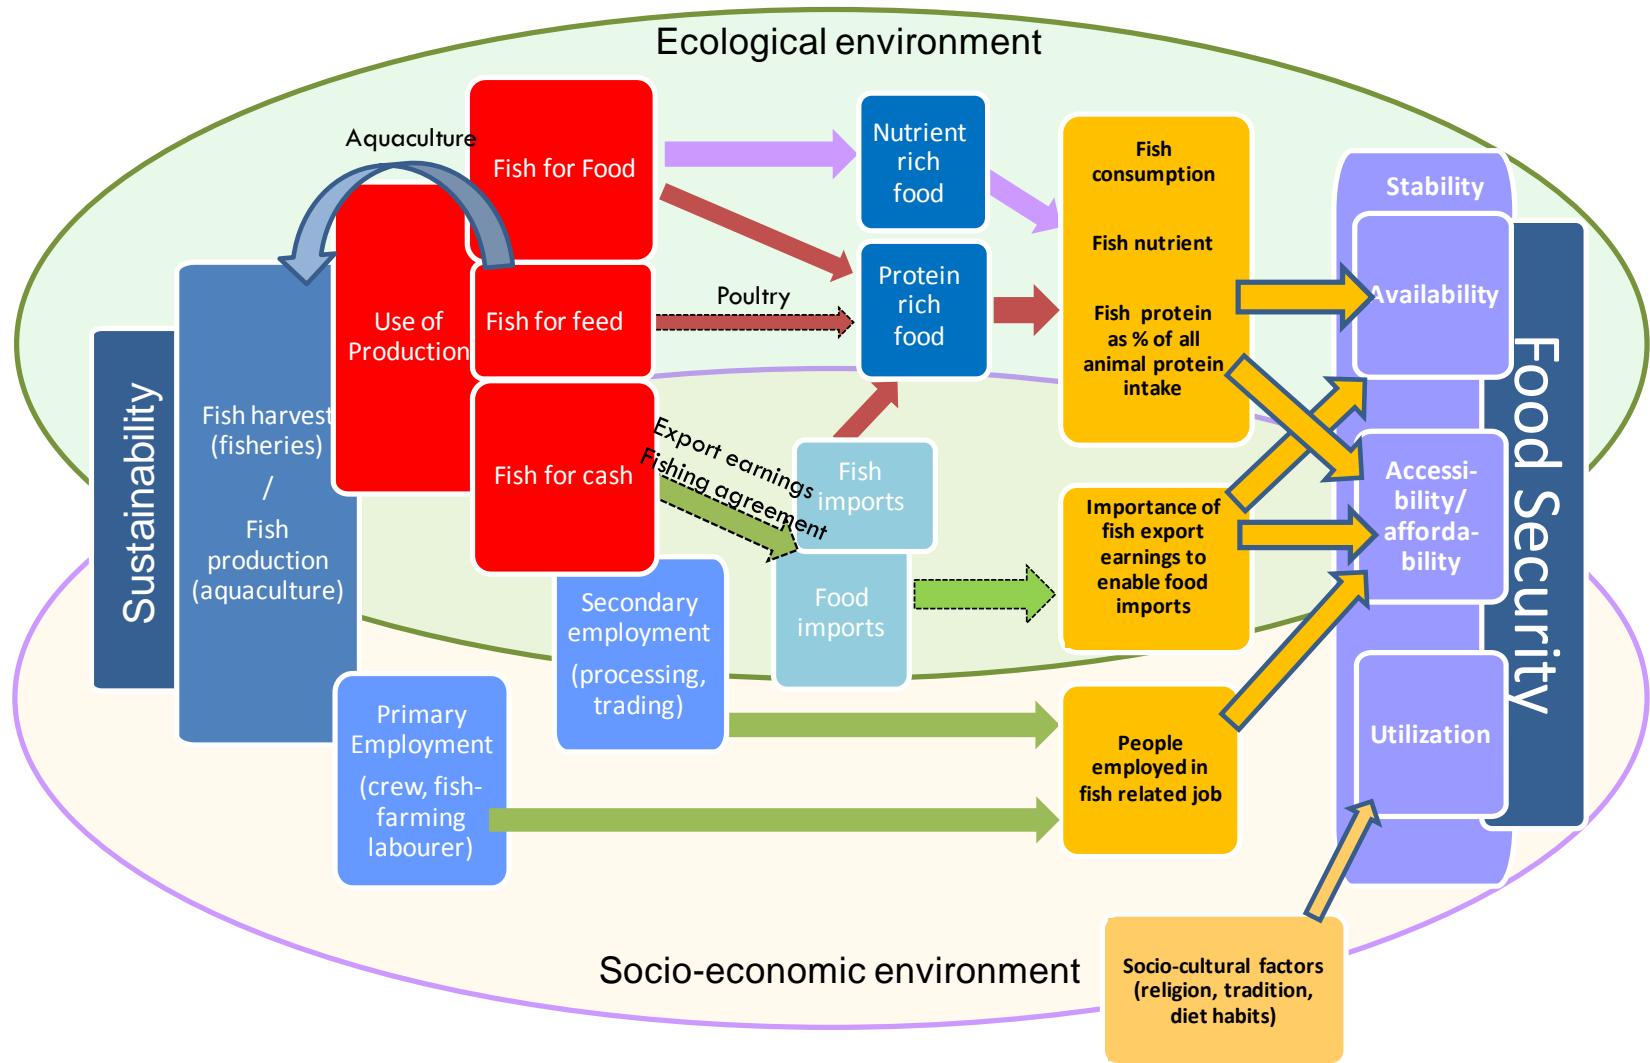 Ecological environment
Aquaculture
Fish for Food
Nutrient
rich
food
Fish
consumption
Fish nutrient
Fish protein
as % of all
animal protein
intake
Stability
Availability
Use of
Production
Fish for feed
Poultry
Protein
rich
food
Sustainability
Fish harvest
(fisheries)
/
Fish
production
(aquaculture)
Fish for cash
Export earnings
Fishing agreement
Fish
imports
Food
imports
Importance of
fish export
earnings to
enable food
imports
Accessi-
bility/
afforda-
bility
Food Security
Secondary
employment
(processing,
trading)
Primary
Employment
(crew, fish-
farming
labourer)
People
employed in
fish related job
Utilization
Socio-economic environment
Socio-cultural factors
(religion, tradition,
diet habits)